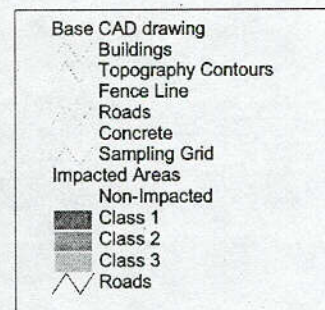 Base CAD drawing
Buildings
Topography Contours
Fence Line
Roads
Concrete
Sampling Grid
Impacted Areas
Non-Impacted
Class 1
Class 2
Class 3
Roads